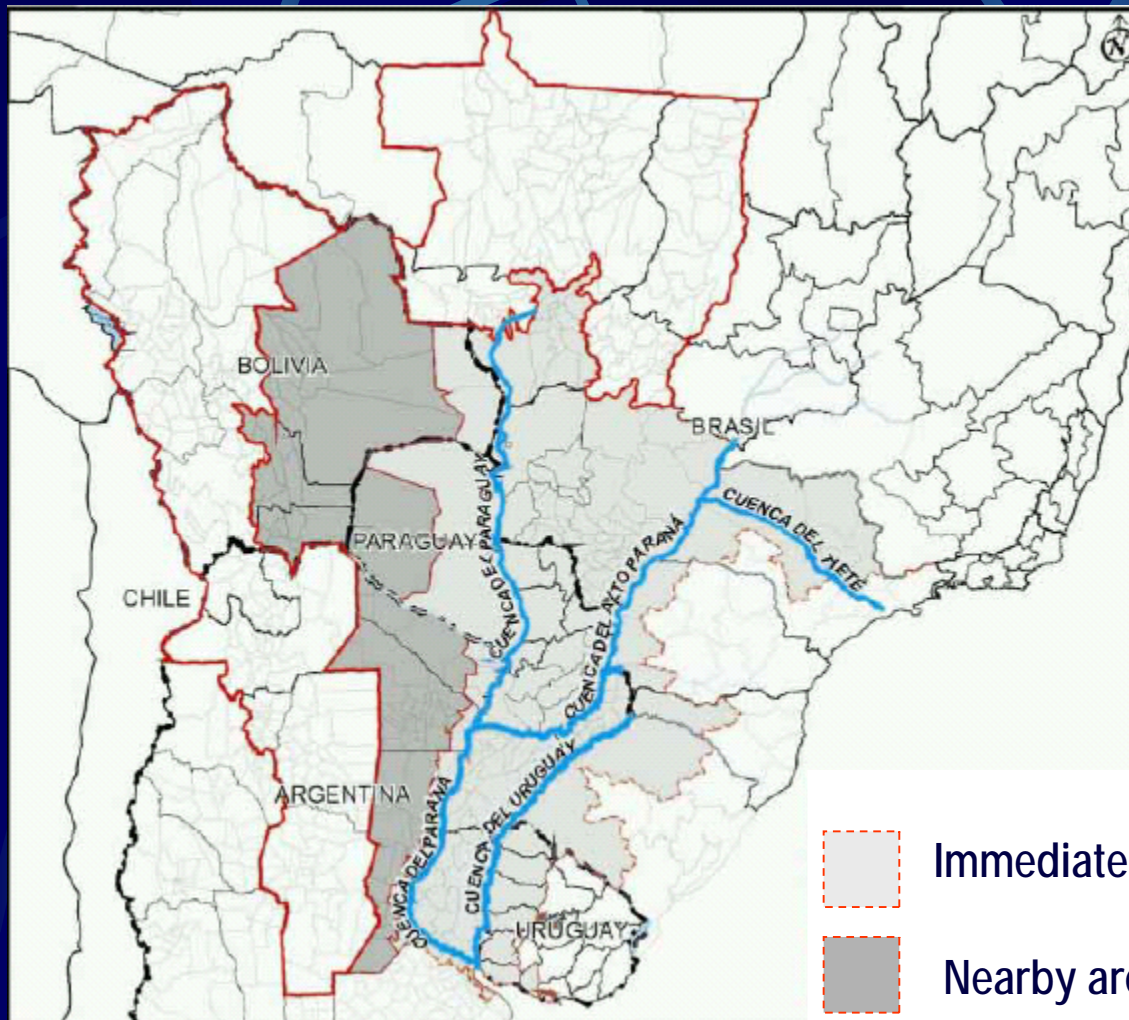 N
BOLIVIA
BRASIL
CUENCA DEL PARAGUAY
CUENCA DEL TIETÉ
PARAGUAY
CUENCA DEL ALTO PARANÁ
CHILE
CUENCA DEL URUGUAY
ARGENTINA
CUENCA DEL PARANA
URUGUAY
Immediate
Nearby are